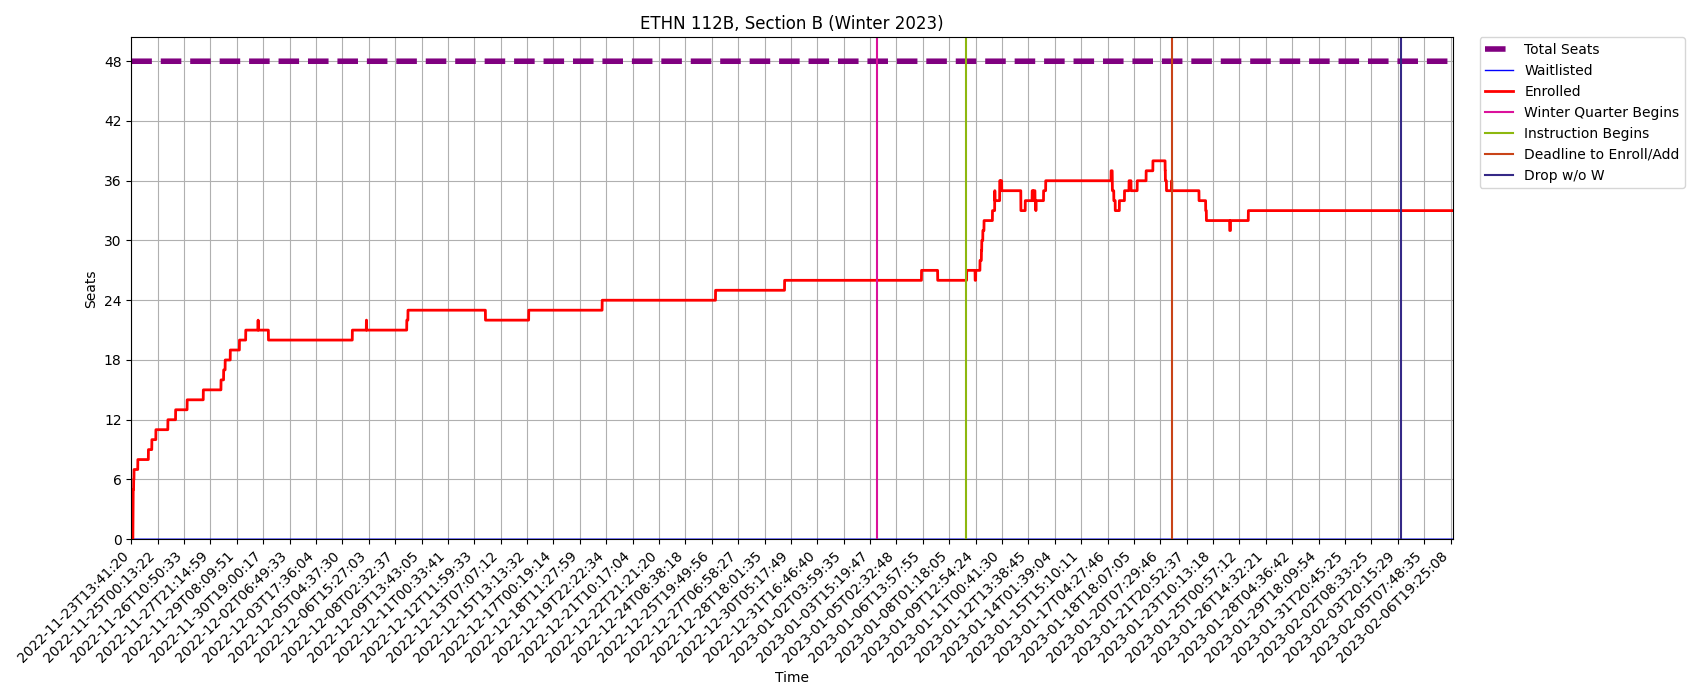 ETHN 112B, Section B (Winter 2023)
Total Seats
Waitlisted
Enrolled
Winter Quarter Begins
Instruction Begins
Deadline to Enroll/Add
Drop w/o W
Seats
48
42
36
30
24
18
12
6
0
2022-11-23T13:41:20
2022-11-25T00:13:22
2022-11-26T10:50:33
2022-11-27T21:14:59
2022-11-29T08:09:51
2022-11-30T19:00:17
2022-12-02T06:49:33
2022-12-03T17:36:04
2022-12-05T04:37:30
2022-12-06T15:27:03
2022-12-08T02:32:37
2022-12-09T13:43:05
2022-12-11T00:33:41
2022-12-12T11:59:33
2022-12-13T07:07:12
2022-12-15T13:13:32
2022-12-17T00:19:14
2022-12-18T11:27:59
2022-12-19T22:22:34
2022-12-21T10:17:04
2022-12-22T21:21:20
2022-12-24T08:38:18
2022-12-25T19:49:56
2022-12-27T06:58:27
2022-12-28T18:01:35
2022-12-30T05:17:49
2022-12-31T16:46:40
2023-01-02T03:59:35
2023-01-03T15:19:47
2023-01-05T02:32:48
2023-01-06T13:57:55
2023-01-08T01:18:05
2023-01-09T12:54:24
2023-01-11T00:41:30
2023-01-12T13:38:45
2023-01-14T01:39:04
2023-01-15T15:10:11
2023-01-17T04:27:46
2023-01-18T18:07:05
2023-01-20T07:29:46
2023-01-21T20:52:37
2023-01-23T10:13:18
2023-01-25T00:57:12
2023-01-26T14:32:21
2023-01-28T04:36:42
2023-01-29T18:09:54
2023-01-31T20:45:25
2023-02-02T08:33:25
2023-02-03T20:15:29
2023-02-05T07:48:35
2023-02-06T19:25:08
Time